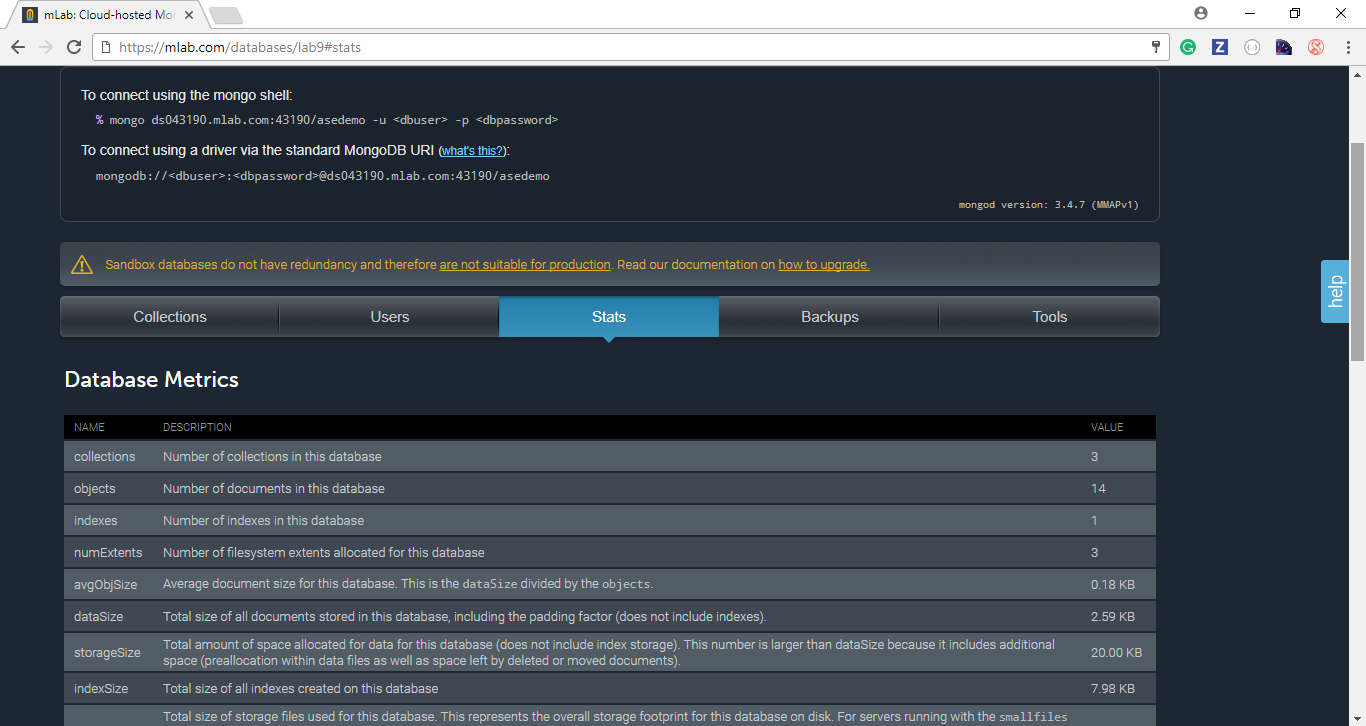 mLab: Cloud-hosted Mon
https://mlab.com/databases/lab9#stats
To connect using the mongo shell:
% mongo ds043190.mlab.com:43190/asedemo -u <dbuser> -p <dbpassword>
To connect using a driver via the standard MongoDB URI (what's this?):
mongodb://<dbuser>:<dbpassword>@ds043190.mlab.com:43190/asedemo
mongod version: 3.4.7 (MMAPv1)
Sandbox databases do not have redundancy and therefore are not suitable for production. Read our documentation on how to upgrade.
help
Collections Users Stats Backups Tools
Database Metrics
NAME DESCRIPTION VALUE
collections Number of collections in this database 3
objects Number of documents in this database 14
indexes Number of indexes in this database 1
numExtents Number of filesystem extents allocated for this database 3
avgObjSize Average document size for this database. This is the dataSize divided by the objects. 0.18 KB
dataSize Total size of all documents stored in this database, including the padding factor (does not include indexes). 2.59 KB
storageSize Total amount of space allocated for data for this database (does not include index storage). This number is larger than dataSize because it includes additional
space (preallocation within data files as well as space left by deleted or moved documents). 20.00 KB
indexSize Total size of all indexes created on this database 7.98 KB
Total size of storage files used for this database. This represents the overall storage footprint for this database on disk. For servers running with the smallfiles